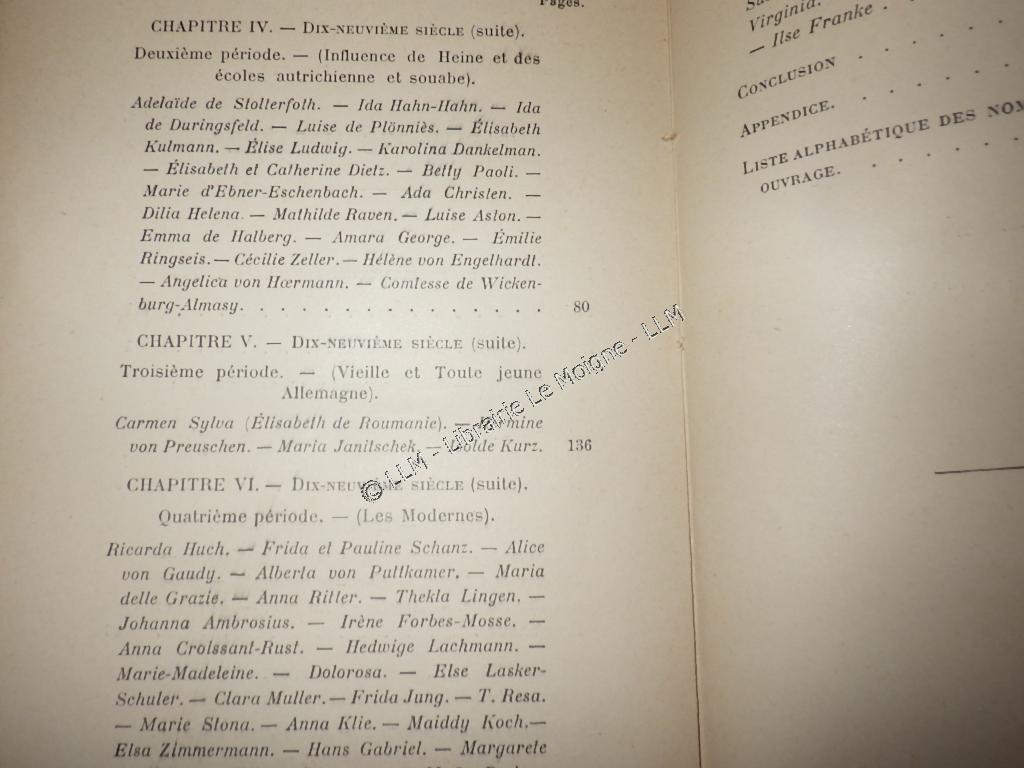 Pages.
CHAPITRE IV. — DIX-NEUVIÈME SIÈCLE (suite).
Deuxième période. — (Influence de Heine et des
écoles autrichienne et souabe).
Adelaïde de Stolterfoth. — Ida Hahn-Hahn. — Ida
de Duringsfeld. — Luise de Plönniès. — Élisabeth
Kulmann. — Élise Ludwig. — Karolina Dankelman.
— Élisabeth et Catherine Dietz. — Betty Paoli. —
Marie d'Ebner-Eschenbach. — Ada Christen. —
Dilia Helena. — Mathilde Raven. — Luise Aston. —
Emma de Halberg. — Amara George. — Émilie
Ringseis. — Cécilie Zeller. — Hélène von Engelhardt.
— Angelica von Hœrmann. — Comtesse de Wicken-
burg-Almasy. . . . . . . . . . . . . . . 80
CHAPITRE V. — DIX-NEUVIÈME SIÈCLE (suite).
Troisième période. — (Vieille et Toute jeune
Allemagne).
Carmen Sylva (Élisabeth de Roumanie). —
von Preuschen. — Maria Janitschek. — Kurz. 136
CHAPITRE VI. — DIX-NEUVIÈME SIÈCLE (suite).
Quatrième période. — (Les Modernes).
Ricarda Huch. — Frida et Pauline Schanz. — Alice
von Gaudy. — Alberta von Puttkamer. — Maria
delle Grazie. — Anna Ritter. — Thekla Lingen. —
Johanna Ambrosius. — Irène Forbes-Mosse. —
Anna Croissant-Rust. — Hedwige Lachmann. —
Marie-Madeleine. — Dolorosa. — Else Lasker-
Schuler. — Clara Muller. — Frida Jung. — T. Resa.
— Marie Stona. — Anna Klie. — Maiddy Koch. —
Elsa Zimmermann. — Hans Gabriel. — Margarete
Virginia.
— Ilse Franke .
CONCLUSION . . .
APPENDICE. . . . .
LISTE ALPHABÉTIQUE DES
OUVRAGE. . . . . .
© LLM - Librairie Le Moigne - LLM